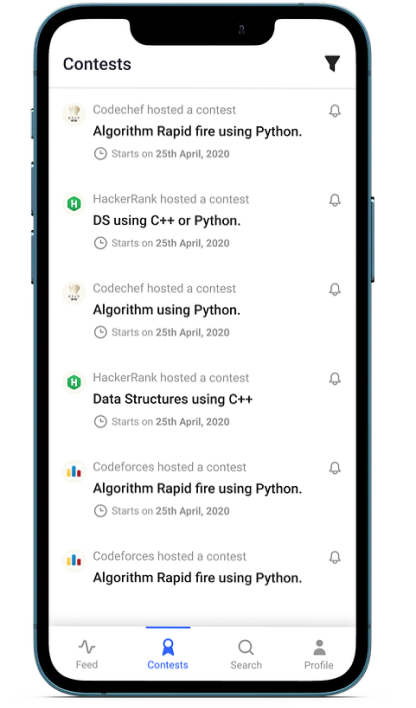 Contests
Codechef hosted a contest
Algorithm Rapid fire using Python.
Starts on 25th April, 2020
HackerRank hosted a contest
DS using C++ or Python.
Starts on 25th April, 2020
Codechef hosted a contest
Algorithm using Python.
Starts on 25th April, 2020
HackerRank hosted a contest
Data Structures using C++
Starts on 25th April, 2020
Codeforces hosted a contest
Algorithm Rapid fire using Python.
Starts on 25th April, 2020
Codeforces hosted a contest
Algorithm Rapid fire using Python.
Feed
Contests
Search
Profile